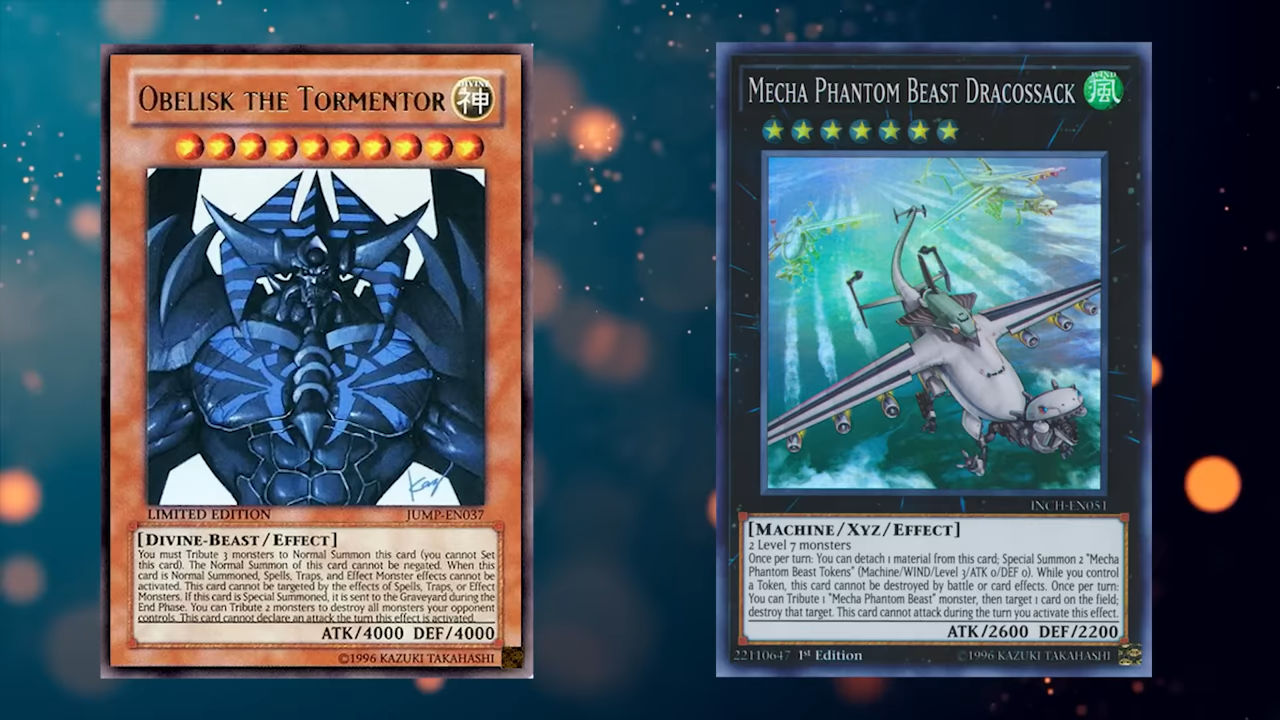 OBELISK THE TORMENTOR
DIVINE
神
LIMITED EDITION
JUMP-EN037
[DIVINE-BEAST/EFFECT]
You must Tribute 3 monsters to Normal Summon this card (you cannot Set
this card). The Normal Summon of this card cannot be negated. When this
card is Normal Summoned, Spells, Traps, and Effect Monster effects cannot be
activated. This card cannot be targeted by the effects of Spells, Traps, or Effect
Monsters. If this card is Special Summoned, it is sent to the Graveyard during the
End Phase. You can Tribute 2 monsters to destroy all monsters your opponent
controls. This card cannot declare an attack the turn this effect is activated.
ATK/4000 DEF/4000
©1996 KAZUKI TAKAHASHI
MECHA PHANTOM BEAST DRACOSSACK
WIND
風
INCH-EN051
[MACHINE/XYZ/EFFECT]
2 Level 7 monsters
Once per turn: You can detach 1 material from this card; Special Summon 2 "Mecha
Phantom Beast Tokens" (Machine/WIND/Level 3/ATK 0/DEF 0). While you control
a Token, this card cannot be destroyed by battle or card effects. Once per turn:
You can Tribute 1 "Mecha Phantom Beast" monster, then target 1 card on the field;
destroy that target. This card cannot attack during the turn you activate this effect.
ATK/2600 DEF/2200
22110647 1st Edition
©1996 KAZUKI TAKAHASHI